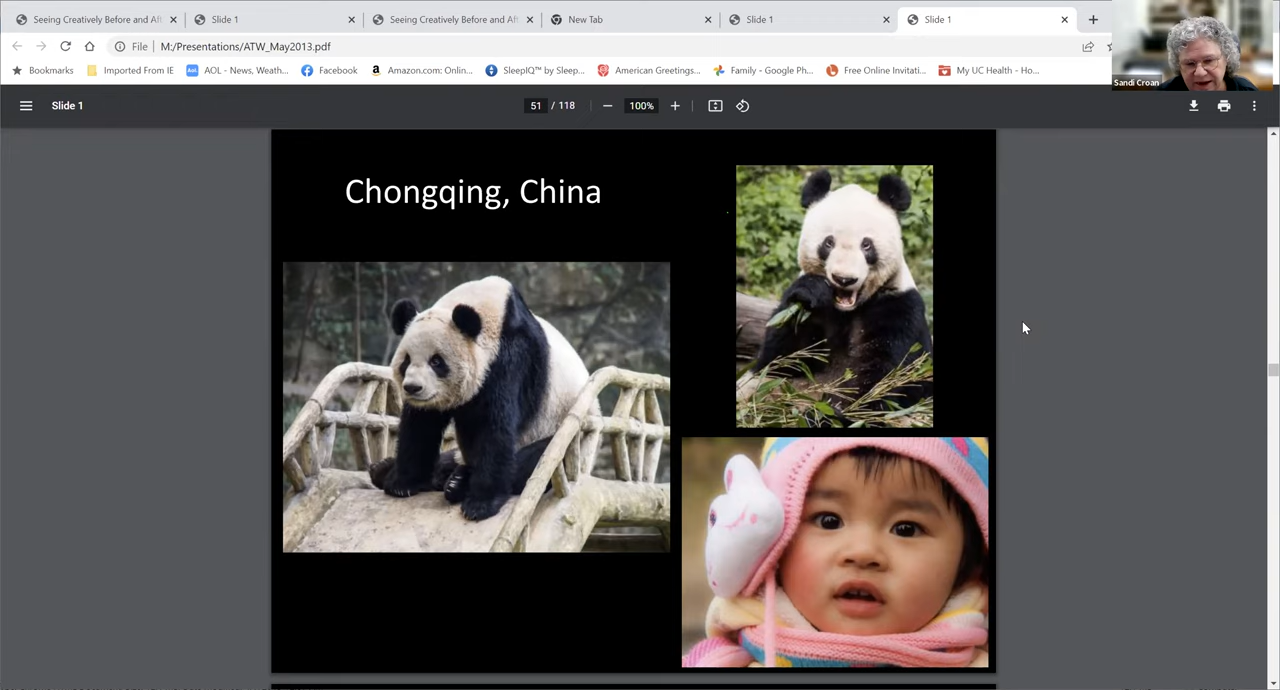 Seeing Creatively Before and Aft
Slide 1
Seeing Creatively Before and Aft
New Tab
Slide 1
Slide 1
File
M:/Presentations/ATW_May2013.pdf
Bookmarks
Imported From IE
AOL - News, Weath...
Facebook
Amazon.com: Onlin...
SleepIQ™ by Sleep...
American Greetings...
Family - Google Ph...
Free Online Invitati...
My UC Health - Ho...
Sandi Croan
Slide 1
51 / 118
100%
Chongqing, China